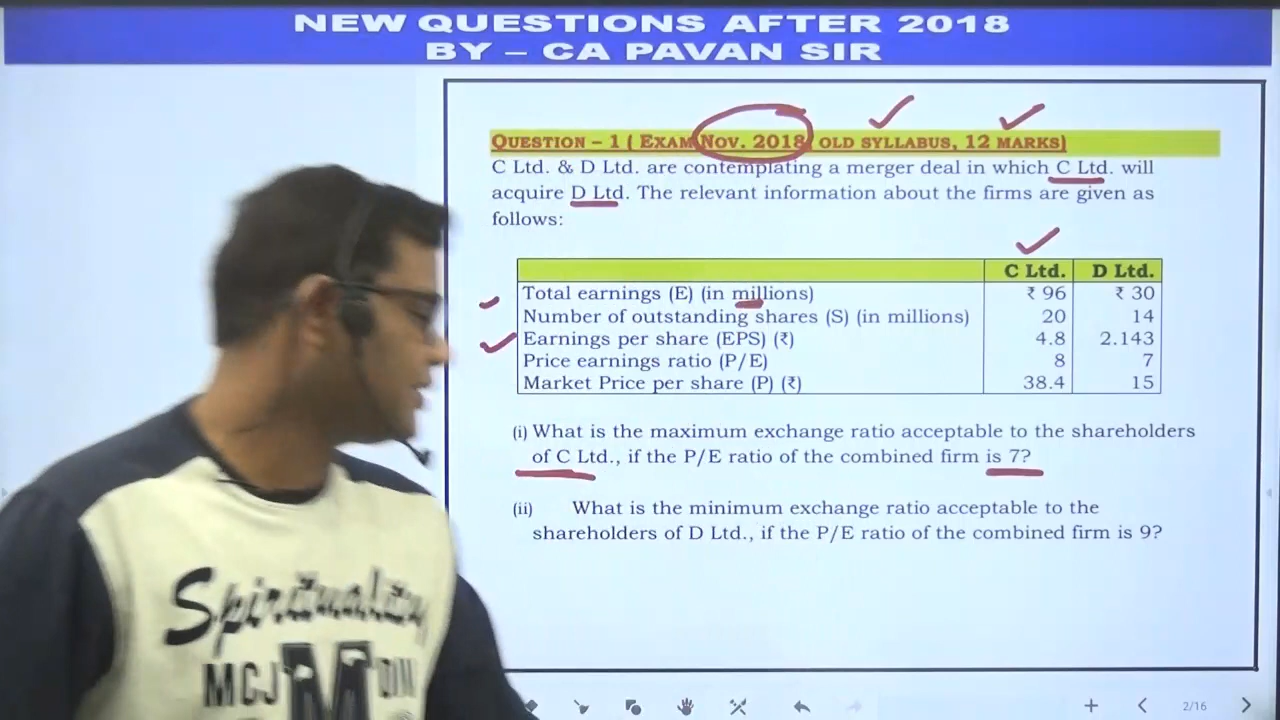 NEW QUESTIONS AFTER 2018
BY – CA PAVAN SIR
QUESTION – 1 ( EXAM NOV. 2018 OLD SYLLABUS, 12 MARKS)
C Ltd. & D Ltd. are contemplating a merger deal in which C Ltd. will
acquire D Ltd. The relevant information about the firms are given as
follows:
C Ltd. D Ltd.
Total earnings (E) (in millions) ₹ 96 ₹ 30
Number of outstanding shares (S) (in millions) 20 14
Earnings per share (EPS) (₹) 4.8 2.143
Price earnings ratio (P/E) 8 7
Market Price per share (P) (₹) 38.4 15
(i) What is the maximum exchange ratio acceptable to the shareholders
of C Ltd., if the P/E ratio of the combined firm is 7?
(ii) What is the minimum exchange ratio acceptable to the
shareholders of D Ltd., if the P/E ratio of the combined firm is 9?
Spirituality
MCJ M
2/16